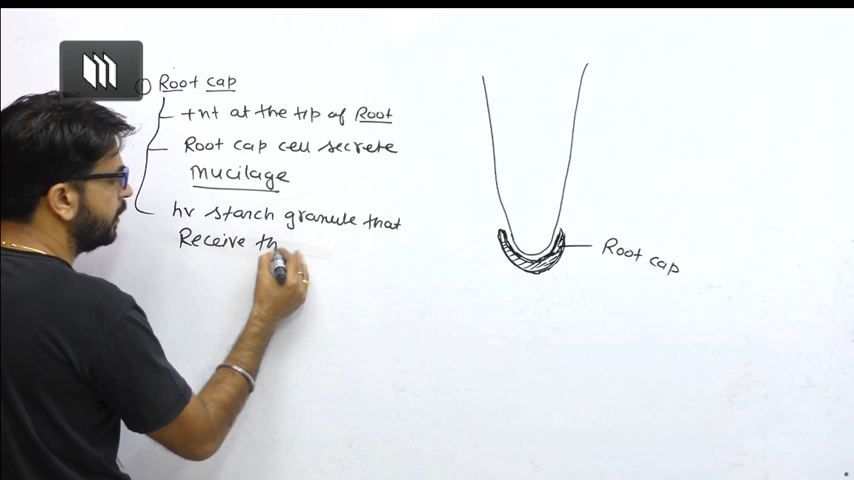 ① Root cap
+nt at the tip of Root
Root cap cell secrete
Mucilage
hv starch granule that
Receive th
Root cap